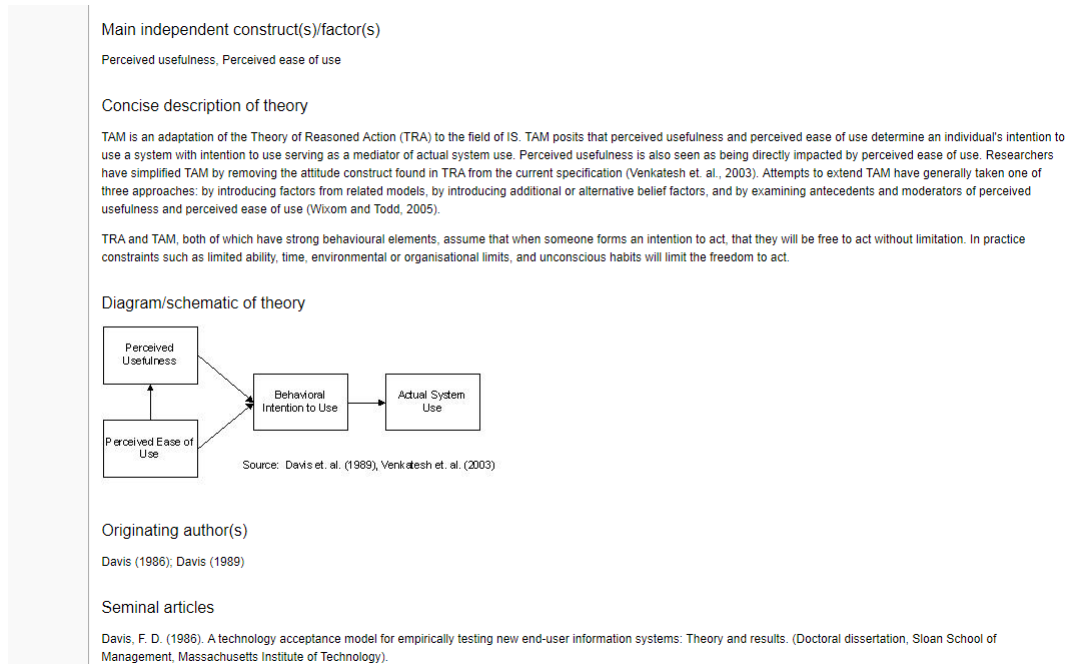 Main independent construct(s)/factor(s)
Perceived usefulness, Perceived ease of use
Concise description of theory
TAM is an adaptation of the Theory of Reasoned Action (TRA) to the field of IS. TAM posits that perceived usefulness and perceived ease of use determine an individual's intention to
use a system with intention to use serving as a mediator of actual system use. Perceived usefulness is also seen as being directly impacted by perceived ease of use. Researchers
have simplified TAM by removing the attitude construct found in TRA from the current specification (Venkatesh et. al., 2003). Attempts to extend TAM have generally taken one of
three approaches: by introducing factors from related models, by introducing additional or alternative belief factors, and by examining antecedents and moderators of perceived
usefulness and perceived ease of use (Wixom and Todd, 2005).
TRA and TAM, both of which have strong behavioural elements, assume that when someone forms an intention to act, that they will be free to act without limitation. In practice
constraints such as limited ability, time, environmental or organisational limits, and unconscious habits will limit the freedom to act.
Diagram/schematic of theory
Perceived
Usefulness
Behavioral
Intention to Use
Actual System
Use
Perceived Ease of
Use
Source: Davis et. al. (1989), Venkatesh et. al. (2003)
Originating author(s)
Davis (1986); Davis (1989)
Seminal articles
Davis, F. D. (1986). A technology acceptance model for empirically testing new end-user information systems: Theory and results. (Doctoral dissertation, Sloan School of
Management, Massachusetts Institute of Technology).